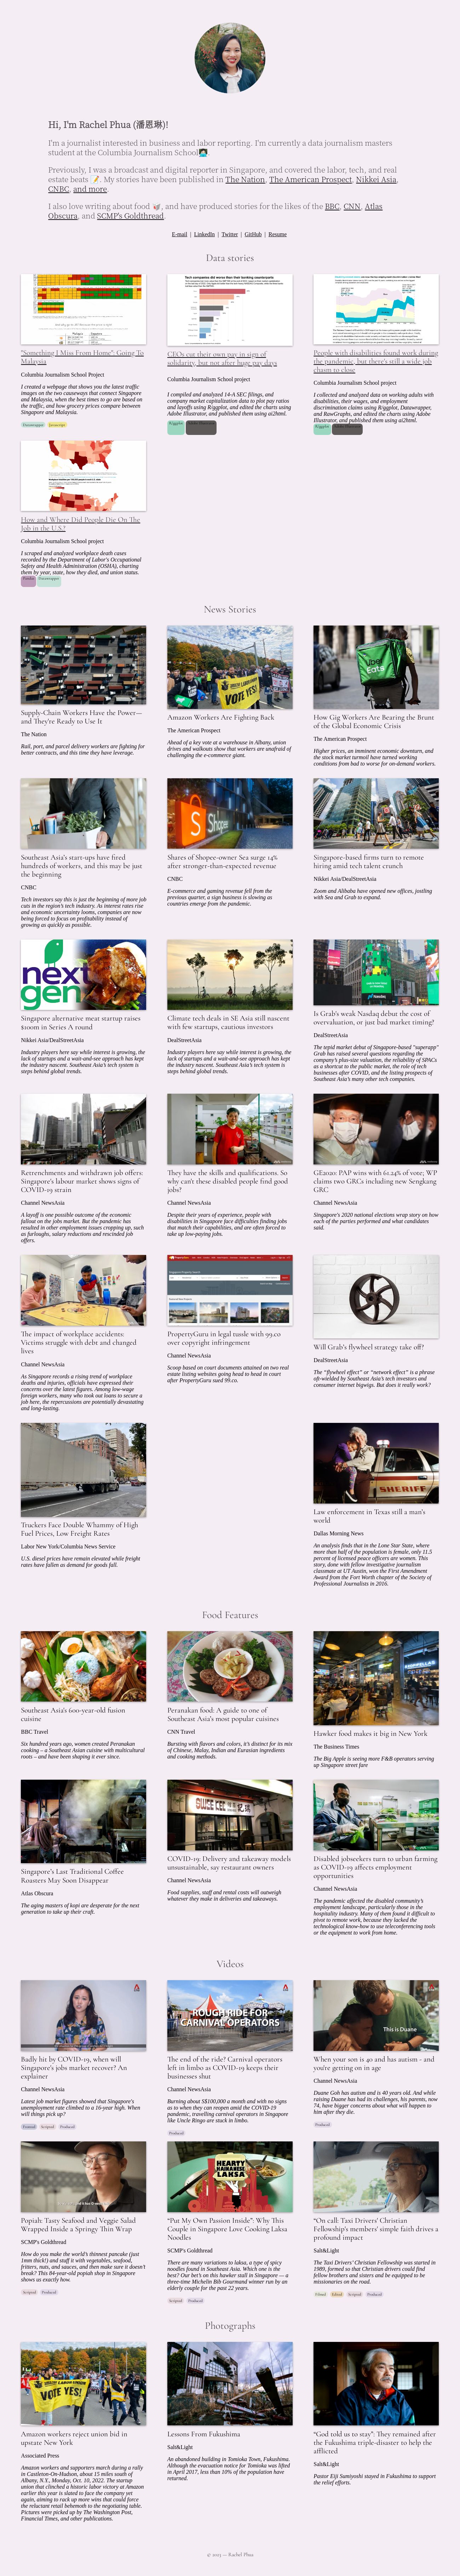 Hi, I'm Rachel Phua (潘恩琳)!
I'm a journalist interested in business and labor reporting. I'm currently a data journalism masters
student at the Columbia Journalism School.
Previously, I was a broadcast and digital reporter in Singapore, and covered the labor, tech, and real
estate beats. My stories have been published in The Nation, The American Prospect, Nikkei Asia,
CNBC, and more.
I also love writing about food, and have produced stories for the likes of the BBC, CNN, Atlas
Obscura, and SCMP's Goldthread.
E-mail | LinkedIn | Twitter | GitHub | Resume
Data stories
"Something I Miss From Home": Going To
Malaysia
Columbia Journalism School Project
I created a webpage that displays the latest traffic
images on the two causeways that connect Singapore
and Malaysia, when the best times to go are based on
the traffic, and how grocery prices compare between
Singapore and Malaysia.
Datawrapper Javascript
Tech companies did worse than their banking counterparts
CEOs cut their own pay in sign of
solidarity, but not after huge pay days
Columbia Journalism School project
I compiled and analysed 14-A SEC filings, and
company market capitalisation data to plot pay ratios
and layoffs using R/ggplot, and edited the charts using
Adobe Illustrator, and published them using ai2html.
R/ggplot Adobe Illustrator
People with disabilities found work during
the pandemic, but there's still a wide job
chasm to close
Columbia Journalism School project
I collected and analyzed data on working adults with
disabilities, their wages, and employment
discrimination claims using R/ggplot, Datawrapper,
and RawGraphs, and edited the charts using Adobe
Illustrator, and published them using ai2html.
R/ggplot Adobe Illustrator
How and Where Did People Die On The
Job in the U.S.?
Columbia Journalism School project
I scraped and analyzed workplace death cases
recorded by the Department of Labor's Occupational
Safety and Health Administration (OSHA), charting
them by year, state, how they died, and union status.
Pandas Datawrapper
News Stories
Supply-Chain Workers Have the Power—
and They're Ready to Use It
The Nation
Rail, port, and parcel delivery workers are fighting for
better contracts, and this time they have leverage.
VOTE YES!
Amazon Workers Are Fighting Back
The American Prospect
Ahead of a key vote at a warehouse in Albany, union
drives and walkouts show that workers are unafraid of
challenging the e-commerce giant.
Uber
Eats
How Gig Workers Are Bearing the Brunt
of the Global Economic Crisis
The American Prospect
Higher prices, an imminent economic downturn, and
the stock market turmoil have turned working
conditions from bad to worse for on-demand workers.
Southeast Asia's start-ups have fired
hundreds of workers, and this may be just
the beginning
CNBC
Tech investors say this is just the beginning of more job
cuts in the region's tech industry. As interest rates rise
and economic uncertainty looms, companies are now
being forced to focus on profitability instead of
growing as quickly as possible.
Shopee
Shares of Shopee-owner Sea surge 14%
after stronger-than-expected revenue
CNBC
E-commerce and gaming revenue fell from the
previous quarter, a sign business is slowing as
countries emerge from the pandemic.
Singapore-based firms turn to remote
hiring amid tech talent crunch
Nikkei Asia/DealStreetAsia
Zoom and Alibaba have opened new offices, jostling
with Sea and Grab to expand.
next
gen
Singapore alternative meat startup raises
$100m in Series A round
Nikkei Asia/DealStreetAsia
Industry players here say while interest is growing, the
lack of startups and a wait-and-see approach has kept
the industry nascent. Southeast Asia's tech system is
steps behind global trends.
Climate tech deals in SE Asia still nascent
with few startups, cautious investors
DealStreetAsia
Industry players here say while interest is growing, the
lack of startups and a wait-and-see approach has kept
the industry nascent. Southeast Asia's tech system is
steps behind global trends.
Is Grab's weak Nasdaq debut the cost of
overvaluation, or just bad market timing?
DealStreetAsia
The tepid market debut of Singapore-based "superapp"
Grab has raised several questions regarding the
company's plus-size valuation, the reliability of SPACs
as a shortcut to the public market, the role of tech
businesses after COVID, and the listing prospects of
Southeast Asia's many other tech companies.
Retrenchments and withdrawn job offers:
Singapore's labour market shows signs of
COVID-19 strain
Channel NewsAsia
A layoff is one possible outcome of the economic
fallout on the jobs market. But the pandemic has
resulted in other employment issues cropping up, such
as furloughs, salary reductions and rescinded job
offers.
They have the skills and qualifications. So
why can't these disabled people find good
jobs?
Channel NewsAsia
Despite their years of experience, people with
disabilities in Singapore face difficulties finding jobs
that match their capabilities, and are often forced to
take up low-paying jobs.
GE2020: PAP wins with 61.24% of vote; WP
claims two GRCs including new Sengkang
GRC
Channel NewsAsia
Singapore's 2020 national elections wrap story on how
each of the parties performed and what candidates
said.
The impact of workplace accidents:
Victims struggle with debt and changed
lives
Channel NewsAsia
As Singapore records a rising trend of workplace
deaths and injuries, officials have expressed their
concerns over the latest figures. Among low-wage
foreign workers, many who took out loans to secure a
job here, the repercussions are potentially devastating
and long-lasting.
PropertyGuru in legal tussle with 99.co
over copyright infringement
Channel NewsAsia
Scoop based on court documents attained on two real
estate listing websites going head to head in court
after PropertyGuru sued 99.co.
Will Grab's flywheel strategy take off?
DealStreetAsia
The "flywheel effect" or "network effect" is a phrase
oft-wielded by Southeast Asia's tech investors and
consumer internet bigwigs. But does it really work?
Truckers Face Double Whammy of High
Fuel Prices, Low Freight Rates
Labor New York/Columbia News Service
U.S. diesel prices have remain elevated while freight
rates have fallen as demand for goods fall.
SHERIFF
Law enforcement in Texas still a man's
world
Dallas Morning News
An analysis finds that in the Lone Star State, where
more than half of the population is female, only 11.5
percent of licensed peace officers are women. This
story, done with fellow investigative journalism
classmate at UT Austin, won the First Amendment
Award from the Fort Worth chapter of the Society of
Professional Journalists in 2016.
Food Features
Southeast Asia's 600-year-old fusion
cuisine
BBC Travel
Six hundred years ago, women created Peranakan
cooking – a Southeast Asian cuisine with multicultural
roots – and have been shaping it ever since.
Peranakan food: A guide to one of
Southeast Asia's most popular cuisines
CNN Travel
Bursting with flavors and colors, it's distinct for its mix
of Chinese, Malay, Indian and Eurasian ingredients
and cooking methods.
Hawker food makes it big in New York
The Business Times
The Big Apple is seeing more F&B operators serving
up Singapore street fare
Singapore's Last Traditional Coffee
Roasters May Soon Disappear
Atlas Obscura
The aging masters of kopi are desperate for the next
generation to take up their craft.
SWEE KEE
COVID-19: Delivery and takeaway models
unsustainable, say restaurant owners
Channel NewsAsia
Food supplies, staff and rental costs will outweigh
whatever they make in deliveries and takeaways.
Disabled jobseekers turn to urban farming
as COVID-19 affects employment
opportunities
Channel NewsAsia
The pandemic affected the disabled community's
employment landscape, particularly those in the
hospitality industry. Many of them found it difficult to
pivot to remote work, because they lacked the
technological know-how to use teleconferencing tools
or the equipment to work from home.
Videos
Badly hit by COVID-19, when will
Singapore's jobs market recover? An
explainer
Channel NewsAsia
Latest job market figures showed that Singapore's
unemployment rate climbed to a 16-year high. When
will things pick up?
Fronted Scripted Produced
ROUGH RIDE FOR
CARNIVAL OPERATORS
The end of the ride? Carnival operators
left in limbo as COVID-19 keeps their
businesses shut
Channel NewsAsia
Burning about S$100,000 a month and with no signs
as to when they can reopen amid the COVID-19
pandemic, travelling carnival operators in Singapore
like Uncle Ringo are stuck in limbo.
Produced
This is Duane
When your son is 40 and has autism - and
you're getting on in age
Channel NewsAsia
Duane Goh has autism and is 40 years old. And while
raising Duane has had its challenges, his parents, now
74, have bigger concerns about what will happen to
him after they die.
Produced
Popiah: Tasty Seafood and Veggie Salad
Wrapped Inside a Springy Thin Wrap
SCMP's Goldthread
How do you make the world's thinnest pancake (just
1mm thick!) and stuff it with vegetables, seafood,
fritters, nuts, and sauces, and then make sure it doesn't
break? This 84-year-old popiah shop in Singapore
shows us exactly how.
Scripted Produced
HEARTY
HAINANESE
LAKSA
"Put My Own Passion Inside": Why This
Couple in Singapore Love Cooking Laksa
Noodles
SCMP's Goldthread
There are many variations to laksa, a type of spicy
noodles found in Southeast Asia. Which one is the
best? Our bet's on this hawker stall in Singapore — a
three-time Michelin Bib Gourmand winner run by an
elderly couple for the past 22 years.
Scripted Produced
"On call: Taxi Drivers' Christian
Fellowship's members' simple faith drives a
profound impact
Salt&Light
The Taxi Drivers' Christian Fellowship was started in
1989, formed so that Christian drivers could find
fellow brothers and sisters and be equipped to be
missionaries on the road.
Filmed Edited Scripted Produced
Photographs
VOTE YES!
Amazon workers reject union bid in
upstate New York
Associated Press
Amazon workers and supporters march during a rally
in Castleton-On-Hudson, about 15 miles south of
Albany, N.Y., Monday, Oct. 10, 2022. The startup
union that clinched a historic labor victory at Amazon
earlier this year is slated to face the company yet
again, aiming to rack up more wins that could force
the reluctant retail behemoth to the negotiating table.
Pictures were picked up by The Washington Post,
Financial Times, and other publications.
Lessons From Fukushima
Salt&Light
An abandoned building in Tomioka Town, Fukushima.
Although the evacuation notice for Tomioka was lifted
in April 2017, less than 10% of the population have
returned.
"God told us to stay": They remained after
the Fukushima triple-disaster to help the
afflicted
Salt&Light
Pastor Eiji Sumiyoshi stayed in Fukushima to support
the relief efforts.
© 2023 — Rachel Phua